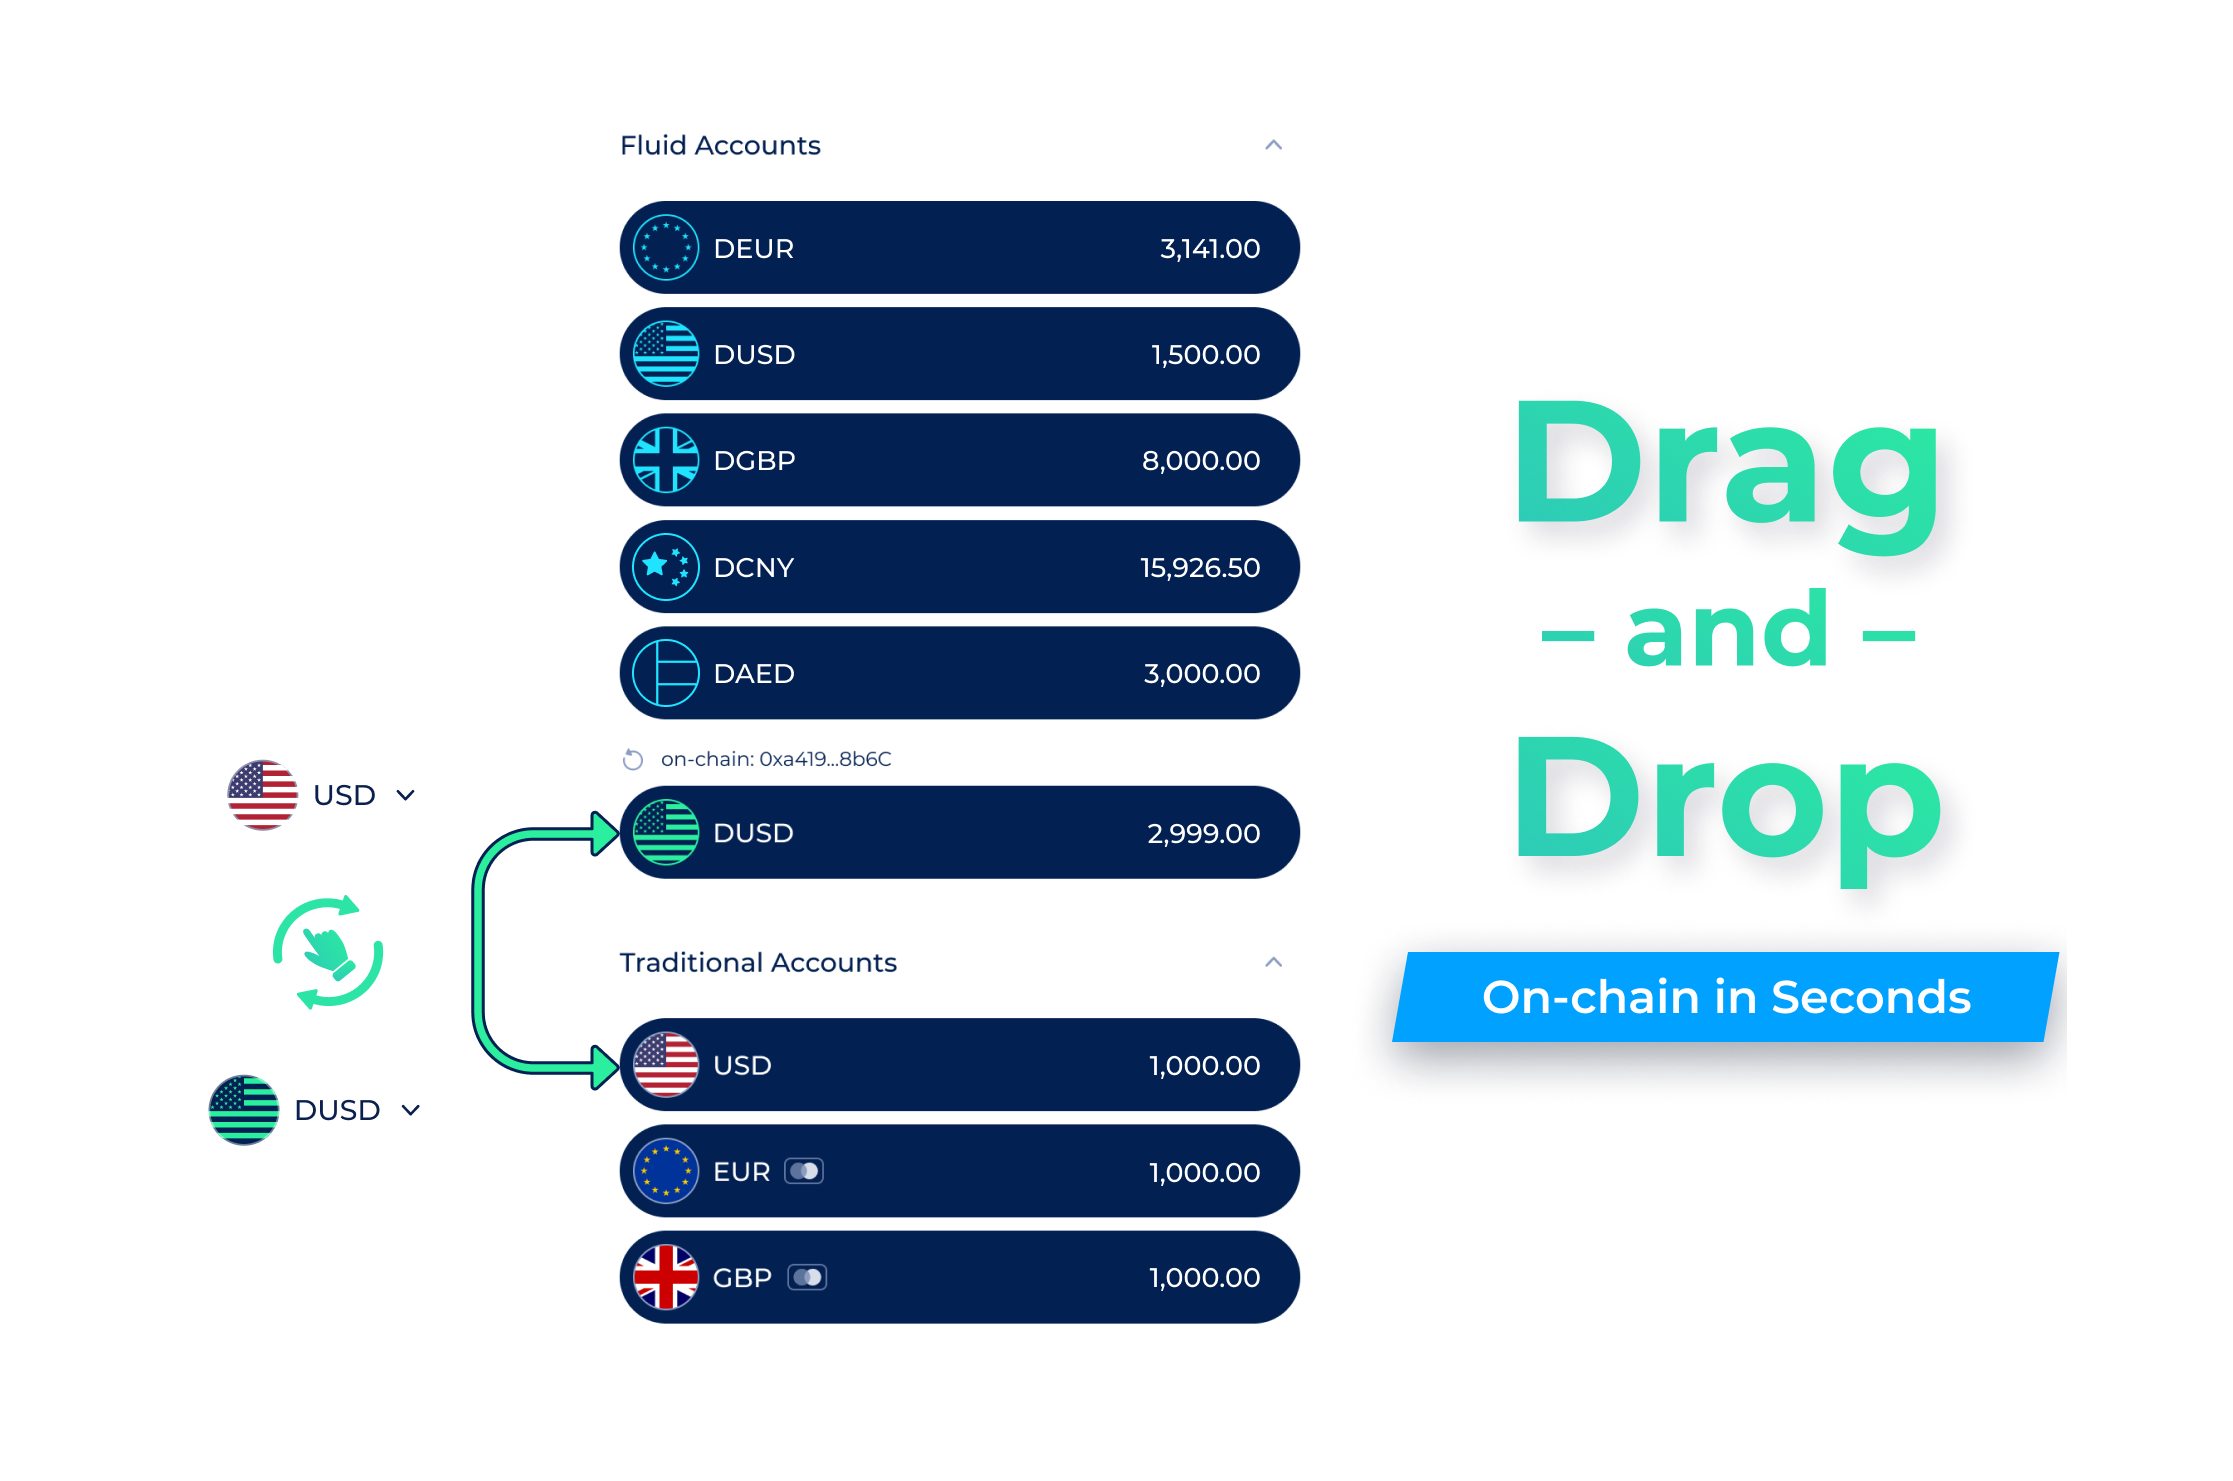 Fluid Accounts
DEUR 3,141.00
DUSD 1,500.00
DGBP 8,000.00
DCNY 15,926.50
DAED 3,000.00
on-chain: 0xa419...8b6C
DUSD 2,999.00
Traditional Accounts
USD 1,000.00
EUR 1,000.00
GBP 1,000.00
USD
DUSD
Drag
– and –
Drop
On-chain in Seconds